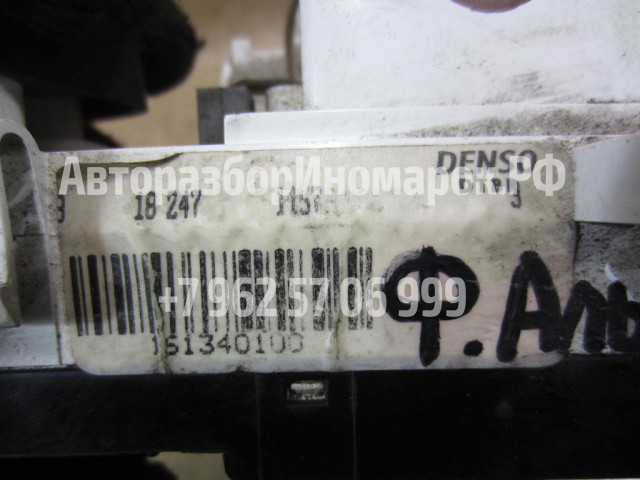 АвторазборИномарок.РФ
DENSO
18 247
+7 962 57 06 999
161340100
Ф. Аль